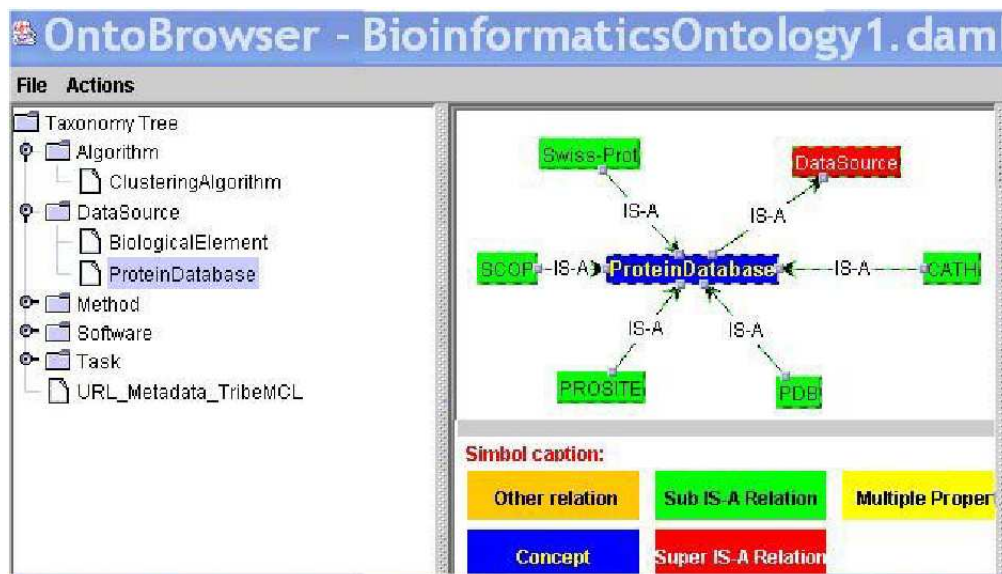 OntoBrowser - BioinformaticsOntology1.dam
File Actions
Taxonomy Tree
Algorithm
ClusteringAlgorithm
DataSource
BiologicalElement
ProteinDatabase
Method
Software
Task
URL_Metadata_TribeMCL
Swiss-Prot
DataSource
IS-A
IS-A
SCOP
IS-A
ProteinDatabase
IS-A
CATH
IS-A
IS-A
PROSITE
PDB
Simbol caption:
Other relation
Sub IS-A Relation
Multiple Proper
Concept
Super IS-A Relation